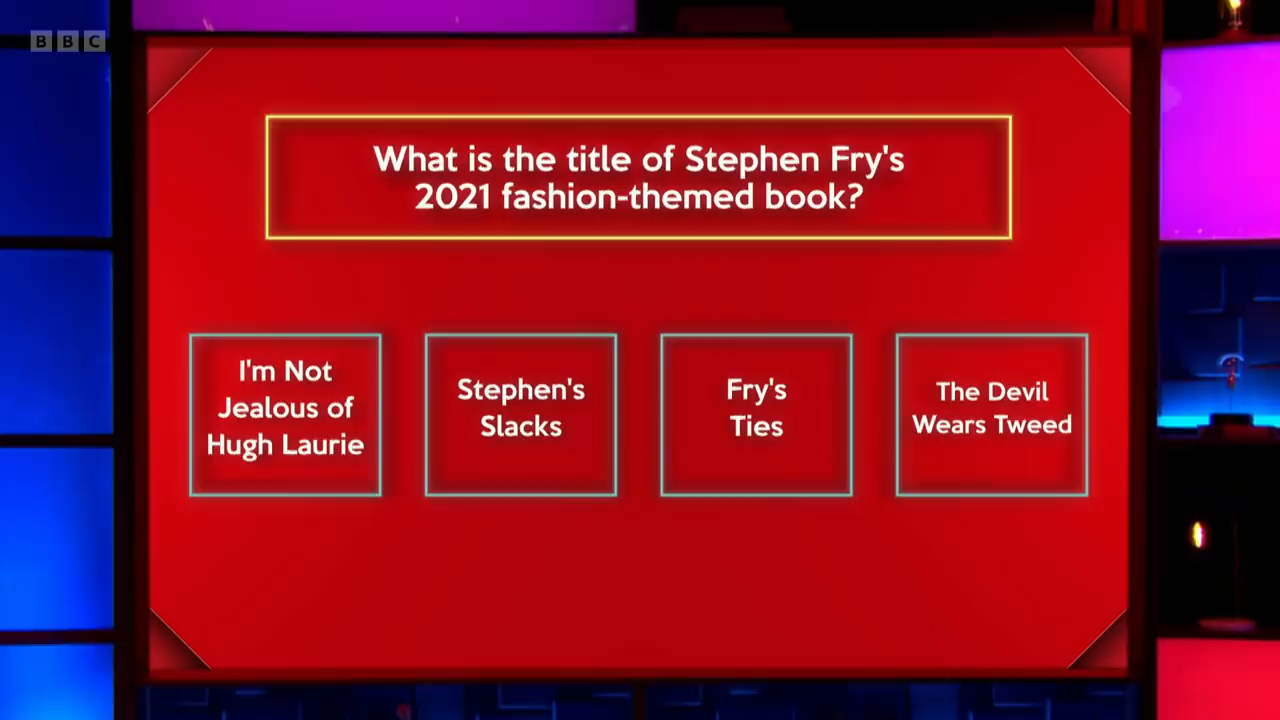 BBC
What is the title of Stephen Fry's
2021 fashion-themed book?
I'm Not
Jealous of
Hugh Laurie
Stephen's
Slacks
Fry's
Ties
The Devil
Wears Tweed